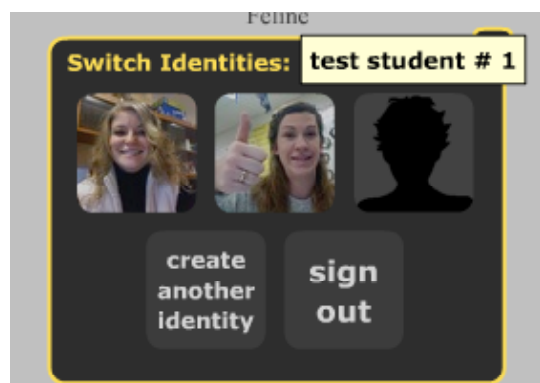 Feline
Switch Identities:
test student # 1
create
another
identity
sign
out